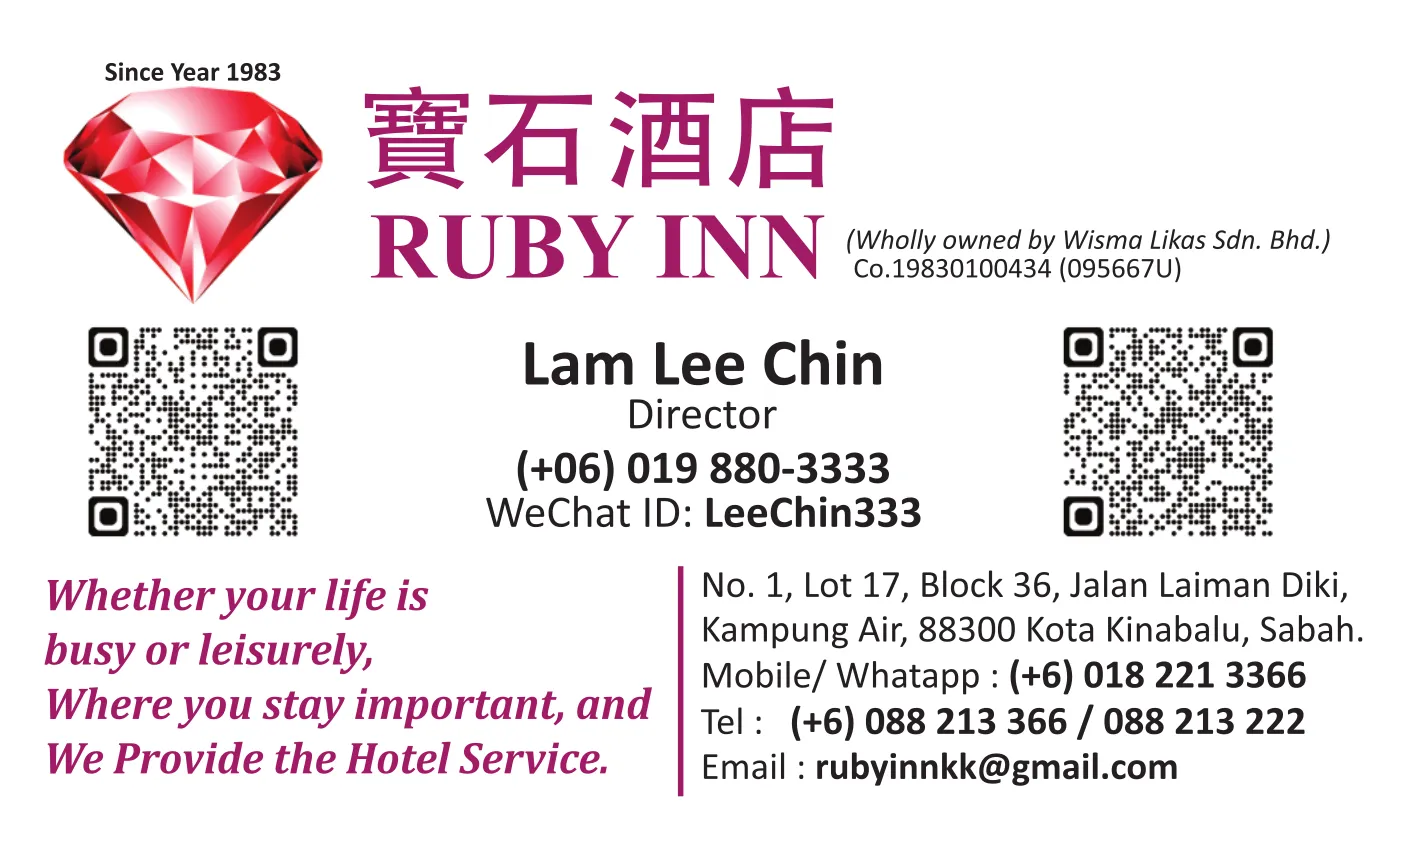 Since Year 1983
寶石酒店
RUBY INN
(Wholly owned by Wisma Likas Sdn. Bhd.)
Co.19830100434 (095667U)
Lam Lee Chin
Director
(+06) 019 880-3333
WeChat ID: LeeChin333
Whether your life is
busy or leisurely,
Where you stay important, and
We Provide the Hotel Service.
No. 1, Lot 17, Block 36, Jalan Laiman Diki,
Kampung Air, 88300 Kota Kinabalu, Sabah.
Mobile/ Whatapp : (+6) 018 221 3366
Tel : (+6) 088 213 366 / 088 213 222
Email : rubyinnkk@gmail.com